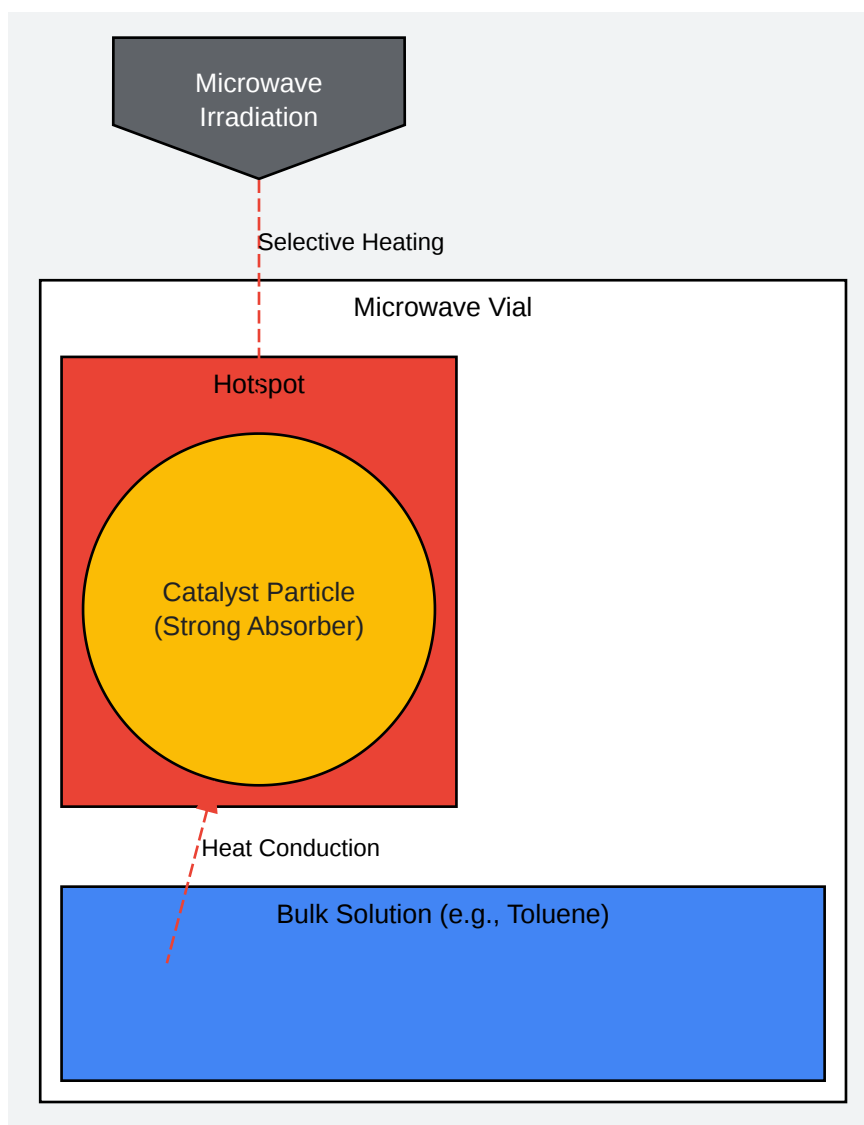 Microwave
Irradiation
Selective Heating
Microwave Vial
Hotspot
Catalyst Particle
(Strong Absorber)
Heat Conduction
Bulk Solution (e.g., Toluene)